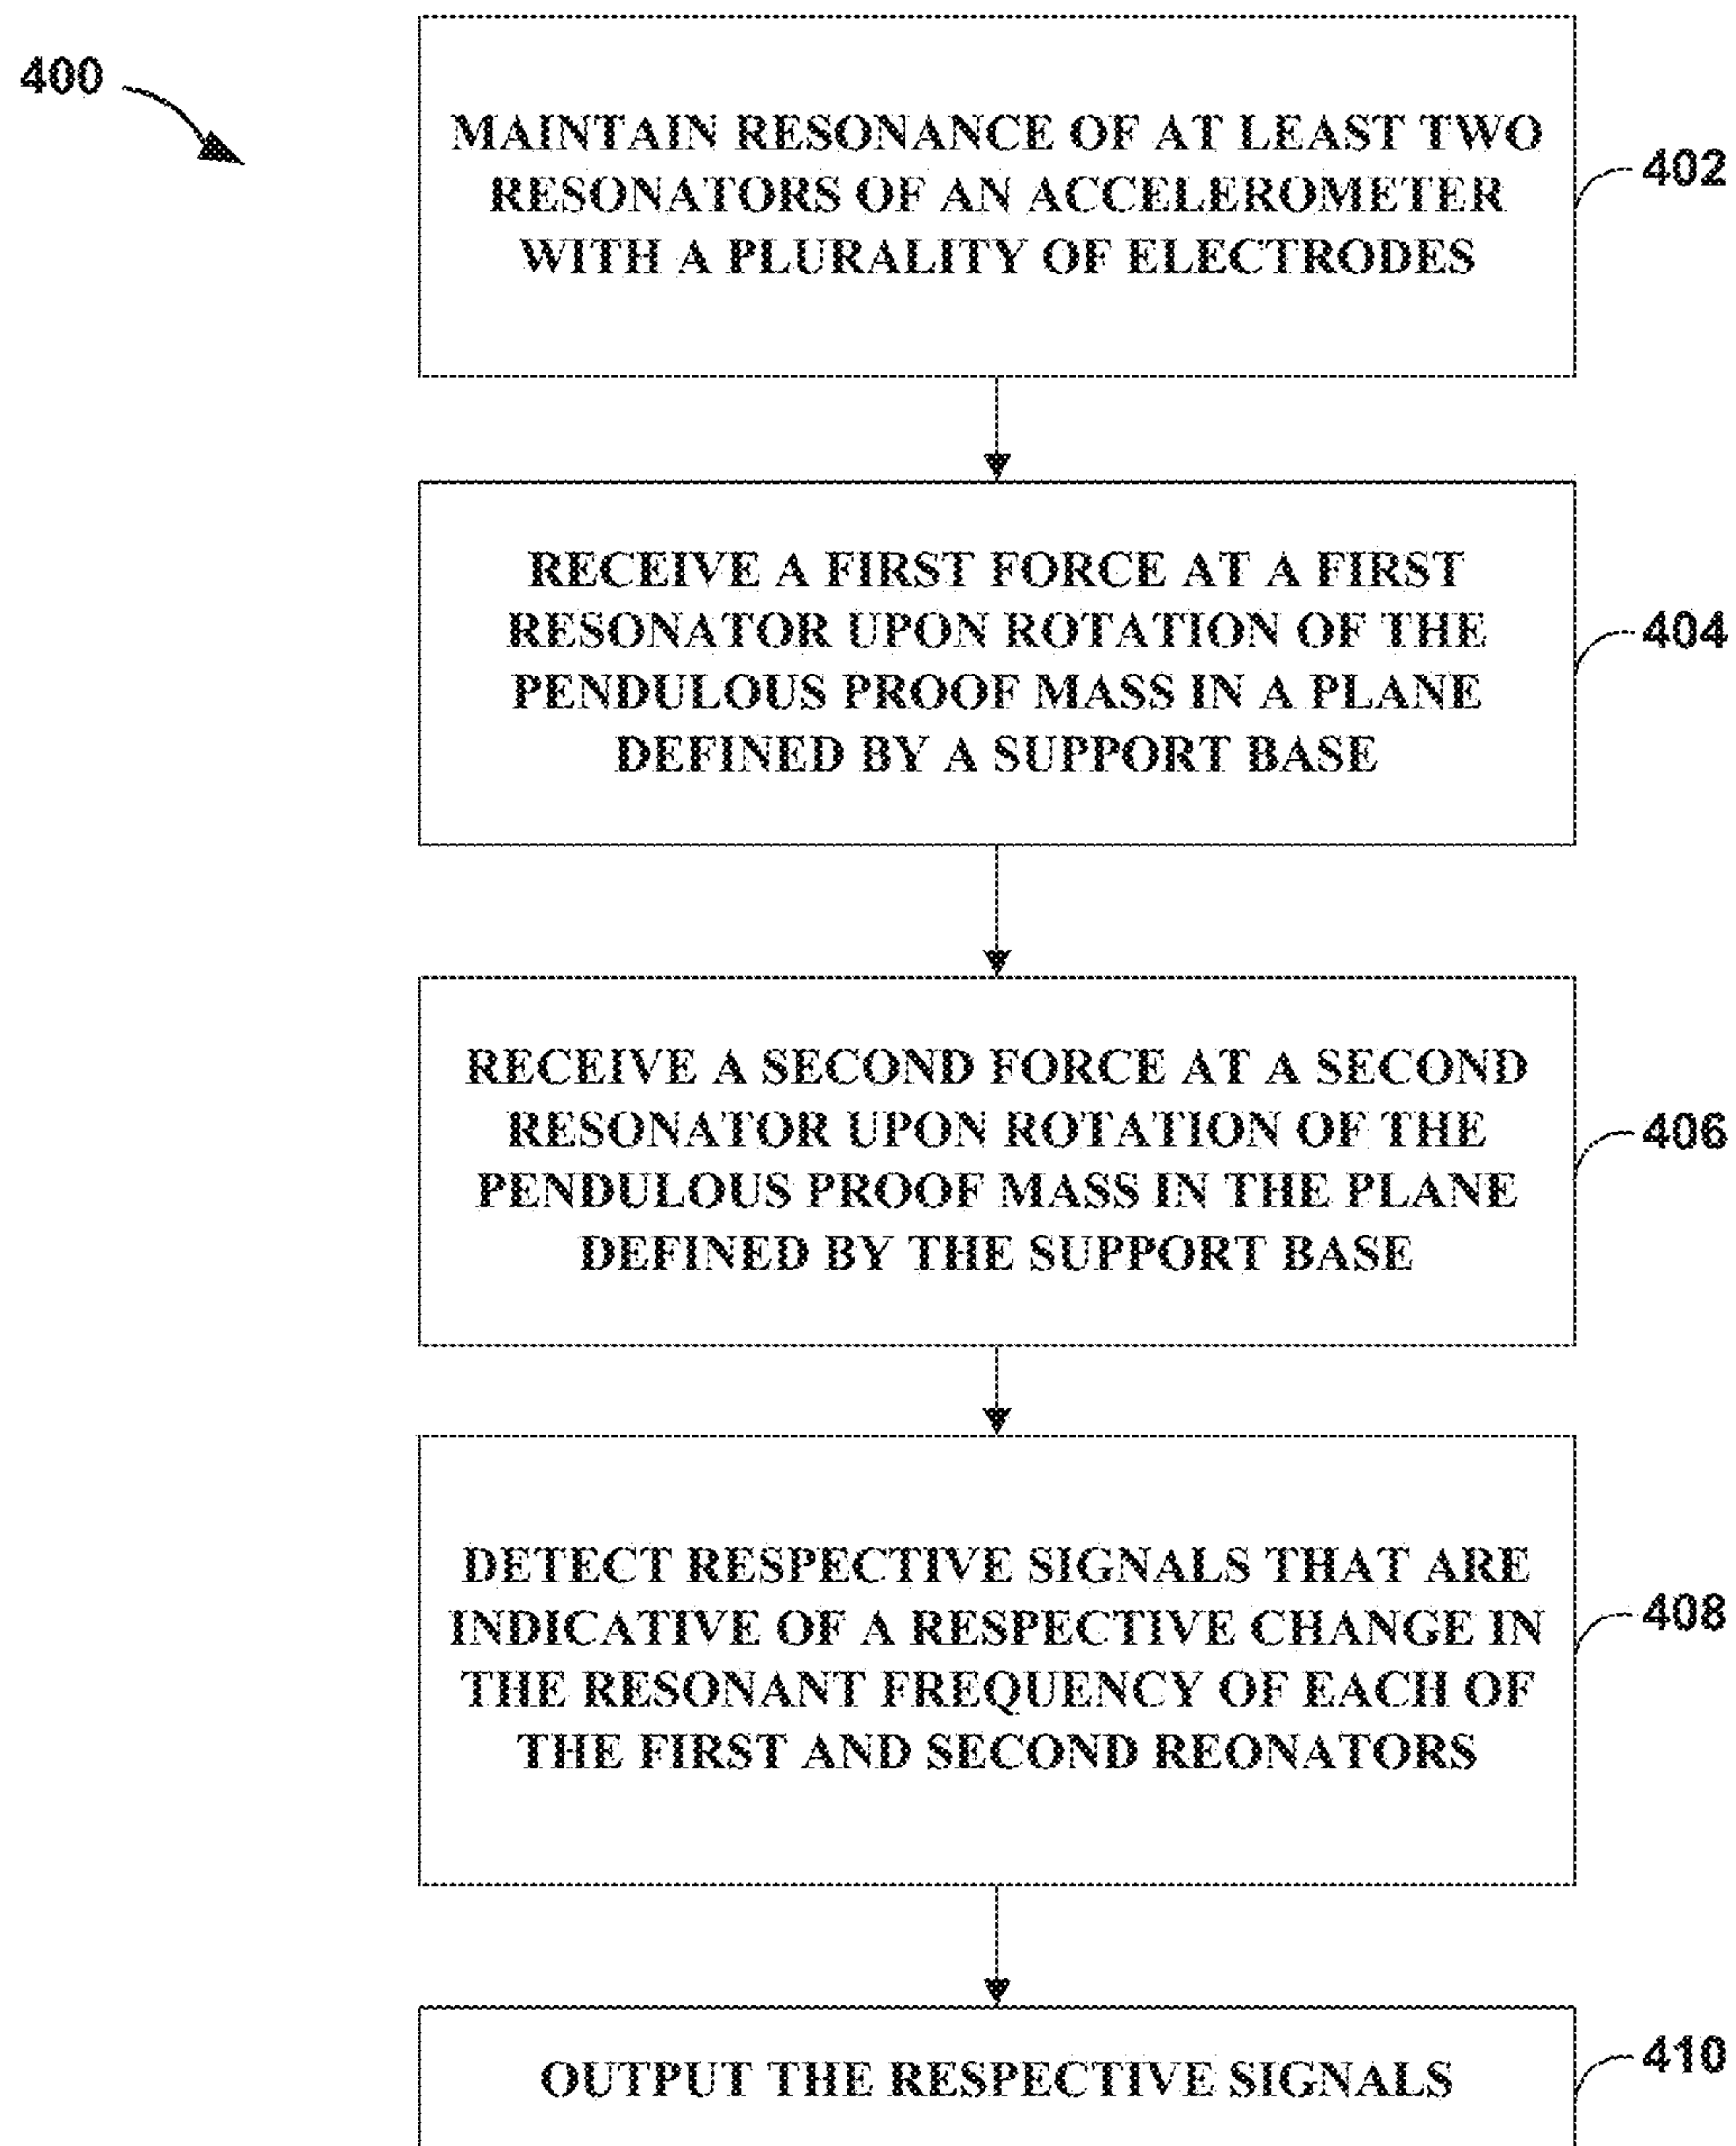 400
MAINTAIN RESONANCE OF AT LEAST TWO
RESONATORS OF AN ACCELEROMETER
WITH A PLURALITY OF ELECTRODES
402
RECEIVE A FIRST FORCE AT A FIRST
RESONATOR UPON ROTATION OF THE
PENDULOUS PROOF MASS IN A PLANE
DEFINED BY A SUPPORT BASE
404
RECEIVE A SECOND FORCE AT A SECOND
RESONATOR UPON ROTATION OF THE
PENDULOUS PROOF MASS IN THE PLANE
DEFINED BY THE SUPPORT BASE
406
DETECT RESPECTIVE SIGNALS THAT ARE
INDICATIVE OF A RESPECTIVE CHANGE IN
THE RESONANT FREQUENCY OF EACH OF
THE FIRST AND SECOND REONATORS
408
OUTPUT THE RESPECTIVE SIGNALS
410